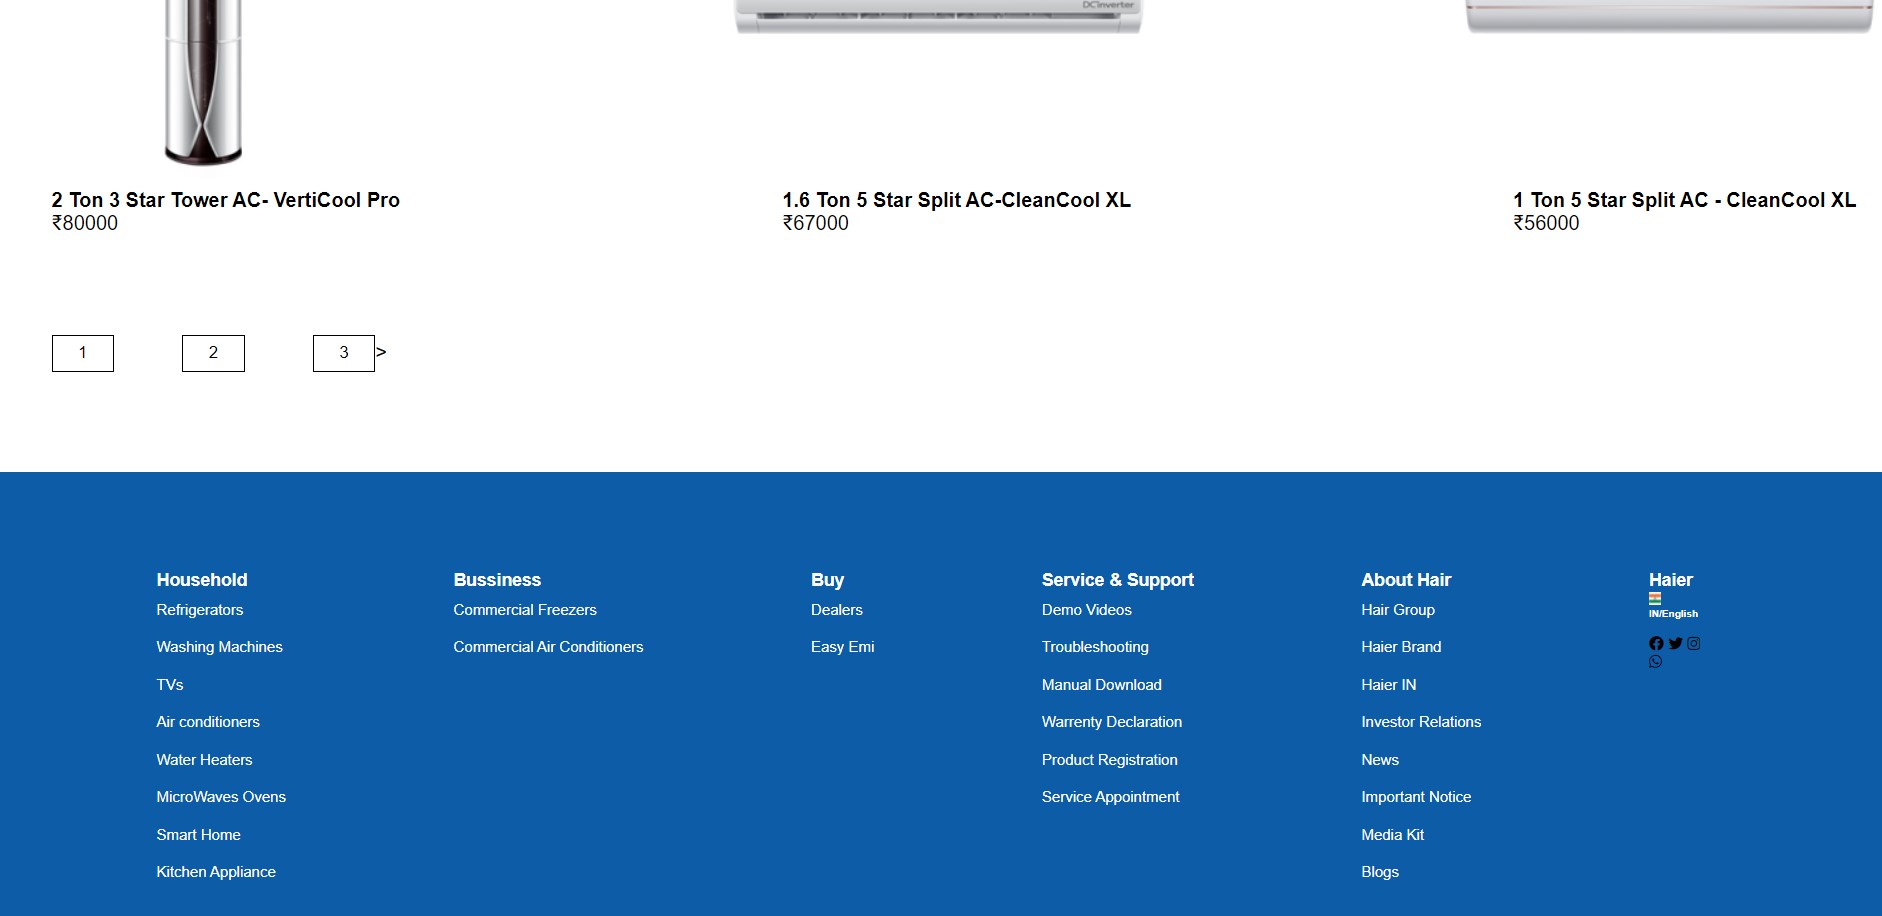 DCinverter
2 Ton 3 Star Tower AC- VertiCool Pro
₹80000
1.6 Ton 5 Star Split AC-CleanCool XL
₹67000
1 Ton 5 Star Split AC - CleanCool XL
₹56000
1 2 3 >
Household
Refrigerators
Washing Machines
TVs
Air conditioners
Water Heaters
MicroWaves Ovens
Smart Home
Kitchen Appliance
Bussiness
Commercial Freezers
Commercial Air Conditioners
Buy
Dealers
Easy Emi
Service & Support
Demo Videos
Troubleshooting
Manual Download
Warrenty Declaration
Product Registration
Service Appointment
About Hair
Hair Group
Haier Brand
Haier IN
Investor Relations
News
Important Notice
Media Kit
Blogs
Haier
IN/English